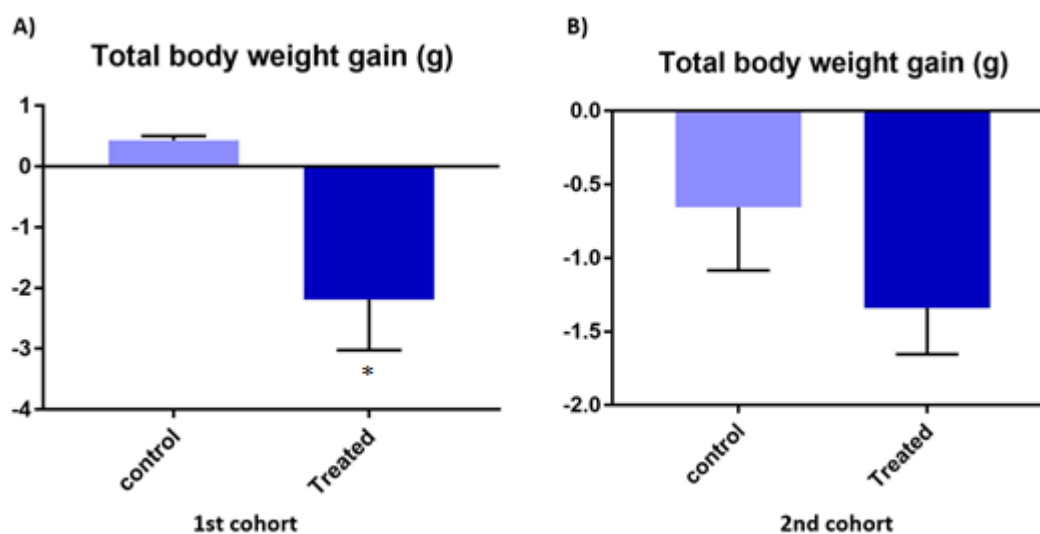 A)
Total body weight gain (g)
1
0
-1
-2
-3
*
-4
control
Treated
1st cohort
B)
Total body weight gain (g)
0.0
-0.5
-1.0
-1.5
-2.0
control
Treated
2nd cohort